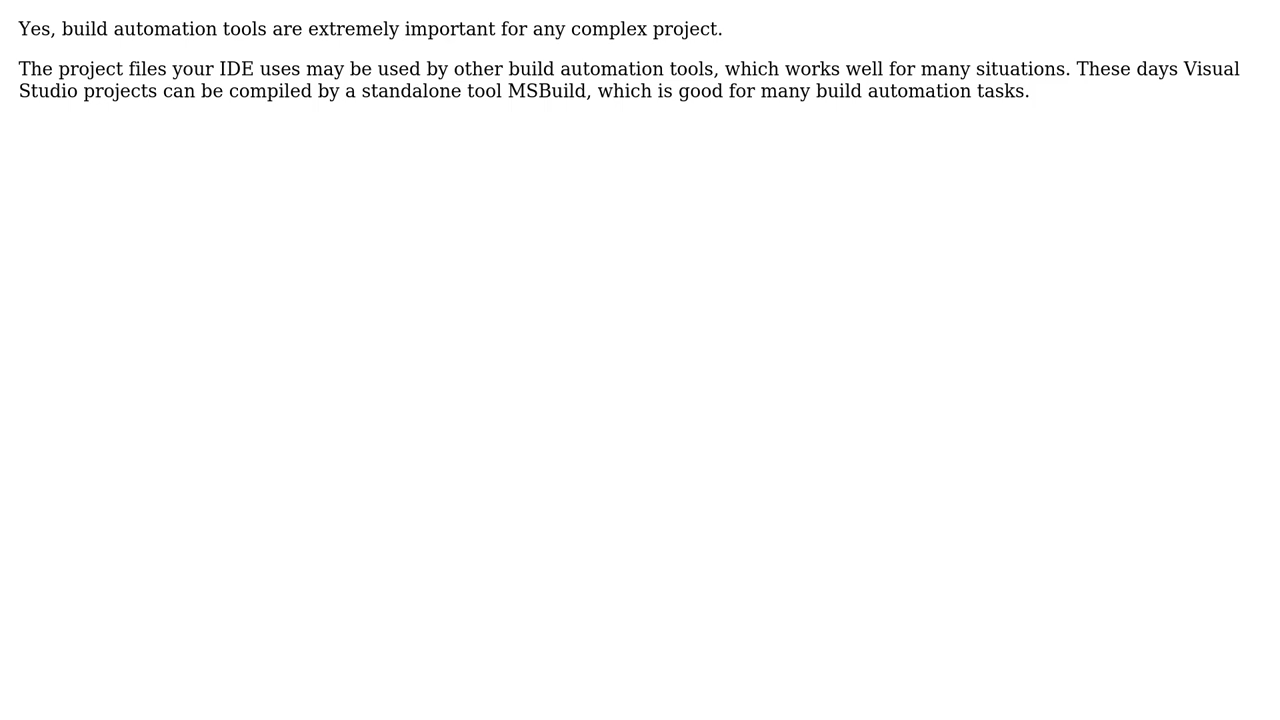 Yes, build automation tools are extremely important for any complex project.
The project files your IDE uses may be used by other build automation tools, which works well for many situations. These days Visual
Studio projects can be compiled by a standalone tool MSBuild, which is good for many build automation tasks.